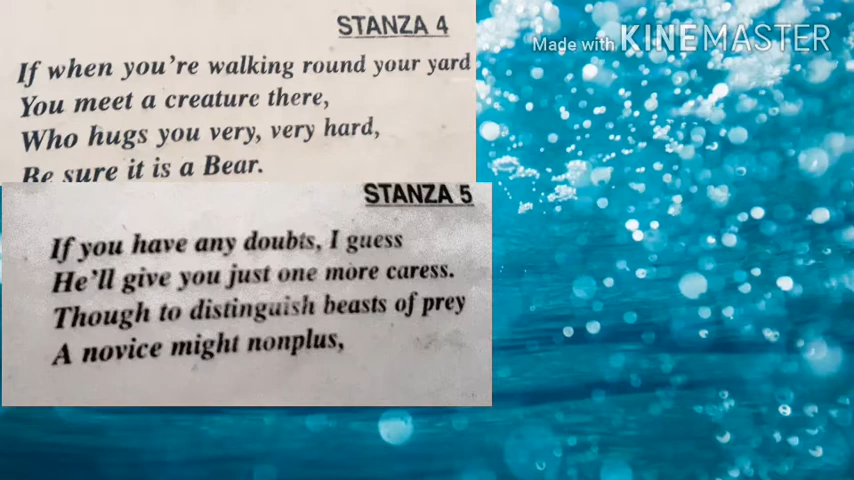 STANZA 4
Made with KINEMASTER
If when you're walking round your yard
You meet a creature there,
Who hugs you very, very hard,
Be sure it is a Bear.
STANZA 5
If you have any doubts, I guess
He'll give you just one more caress.
Though to distinguish beasts of prey
A novice might nonplus,